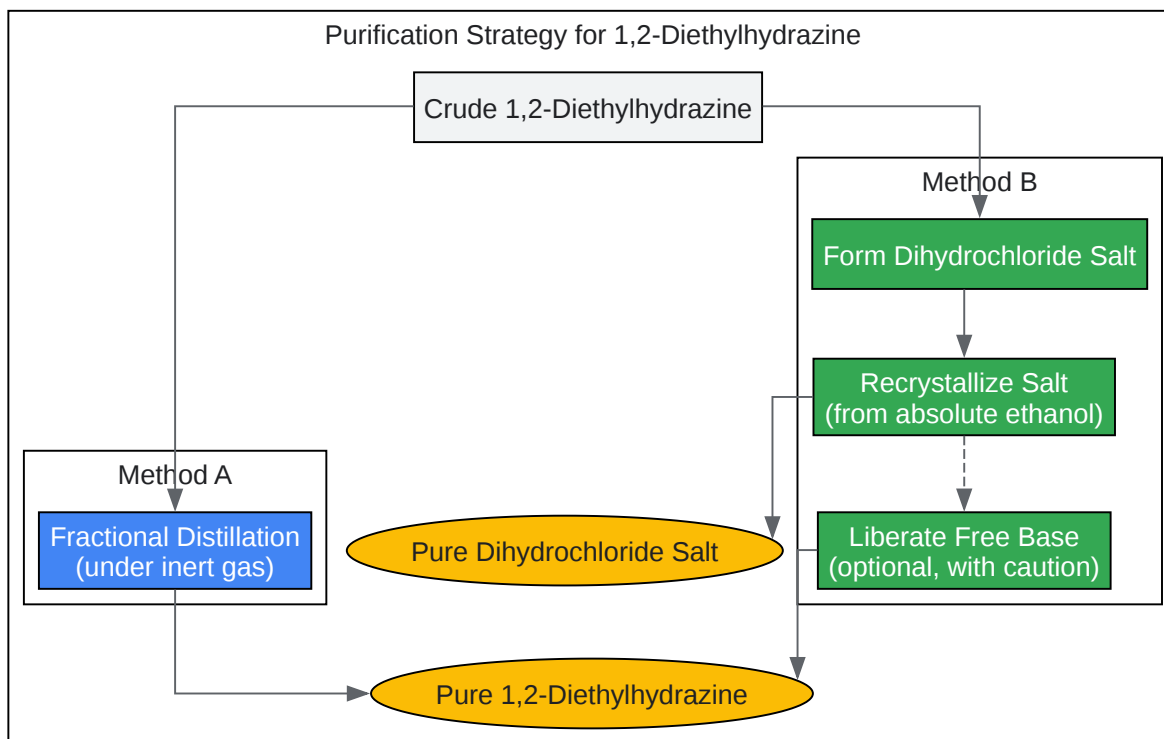 Purification Strategy for 1,2-Diethylhydrazine
Crude 1,2-Diethylhydrazine
Method B
Form Dihydrochloride Salt
Recrystallize Salt
(from absolute ethanol)
Method A
Fractional Distillation
(under inert gas)
Pure Dihydrochloride Salt
Liberate Free Base
(optional, with caution)
Pure 1,2-Diethylhydrazine